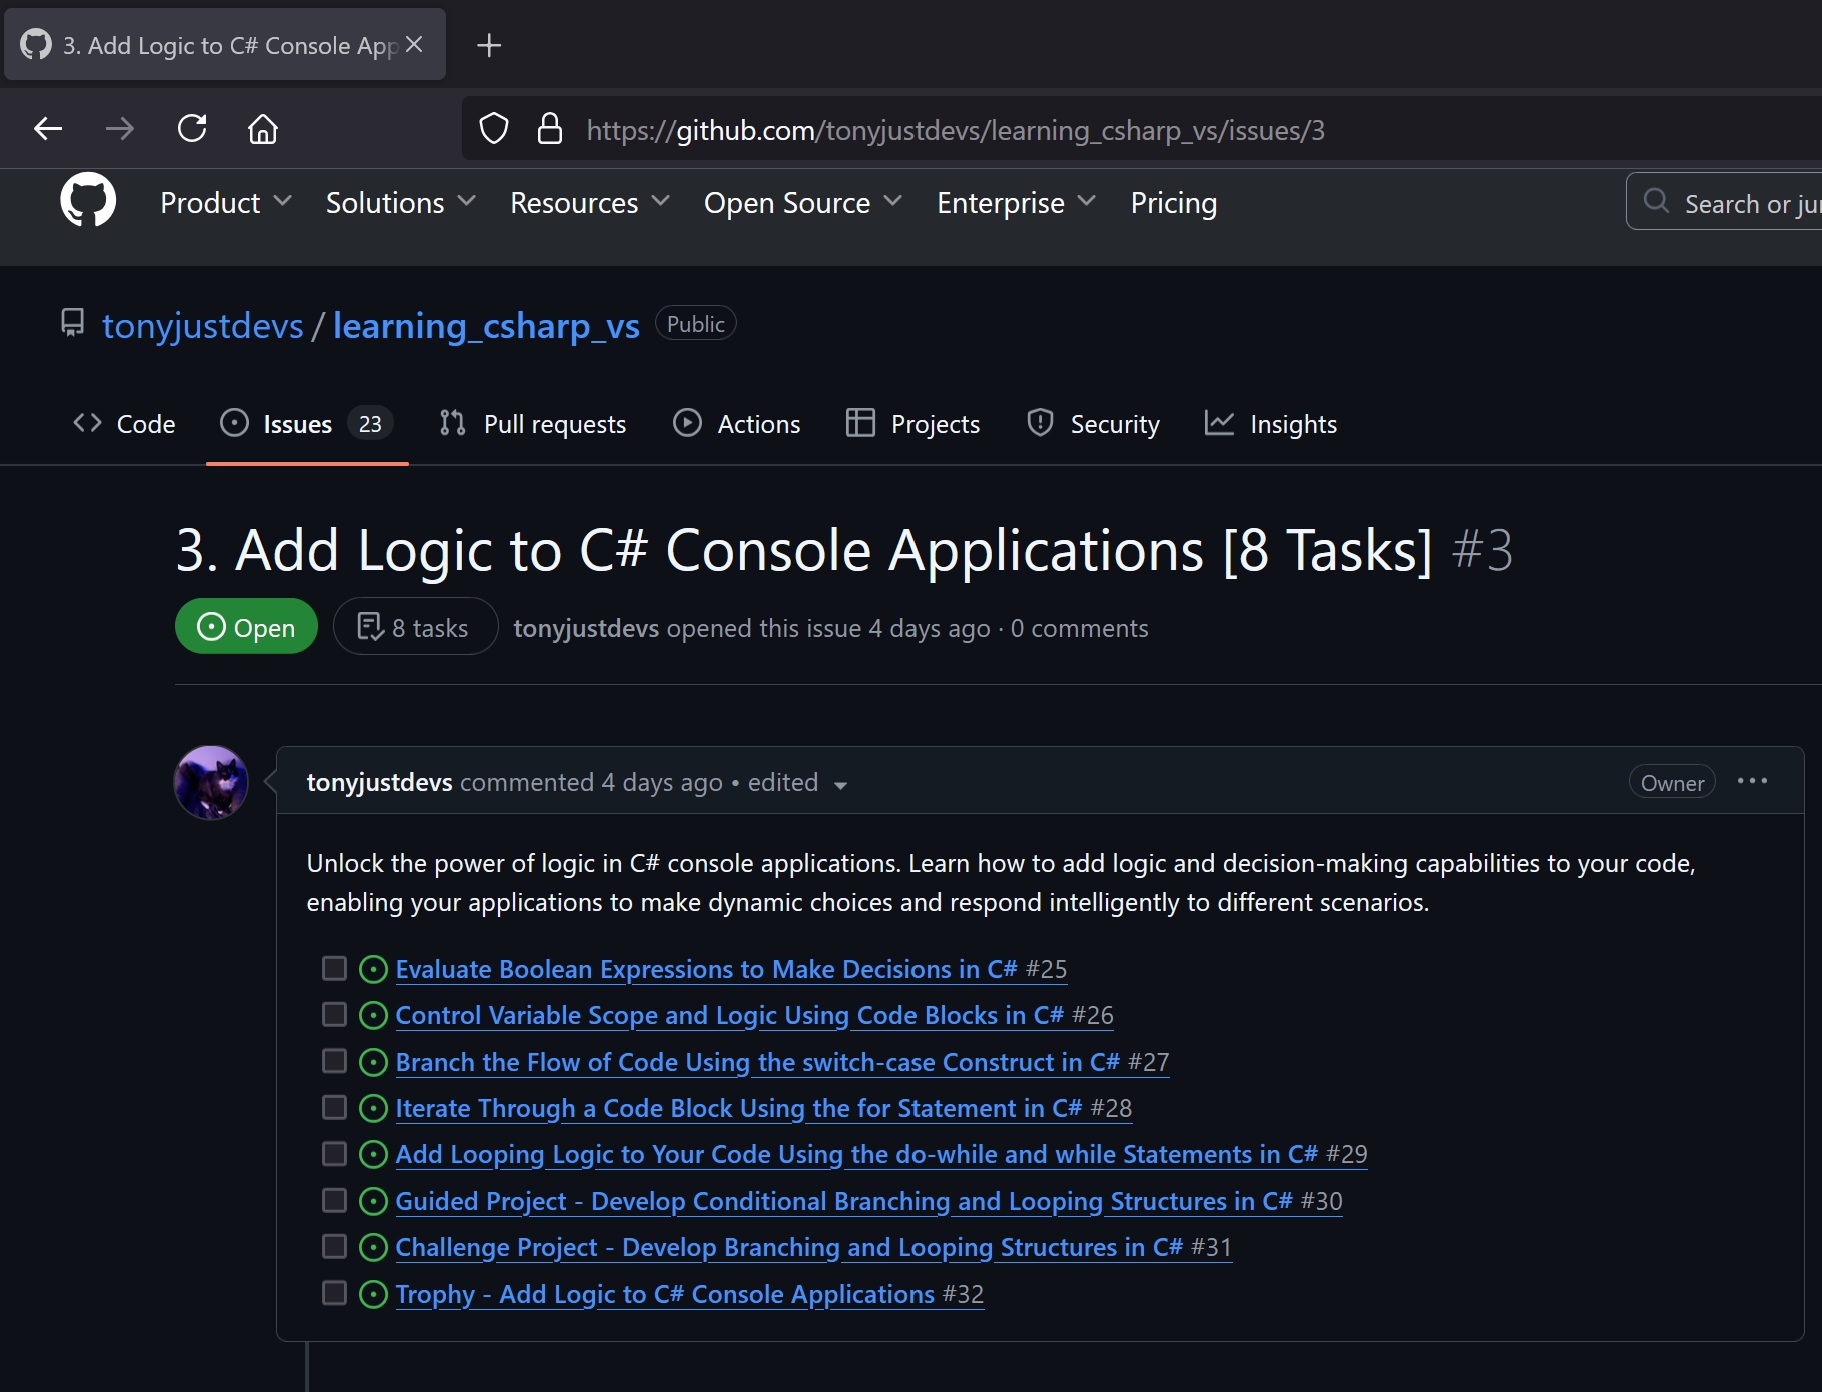 3. Add Logic to C# Console App
https://github.com/tonyjustdevs/learning_csharp_vs/issues/3
Product Solutions Resources Open Source Enterprise Pricing Search or
tonyjustdevs / learning_csharp_vs Public
Code Issues 23 Pull requests Actions Projects Security Insights
3. Add Logic to C# Console Applications [8 Tasks] #3
Open 8 tasks tonyjustdevs opened this issue 4 days ago · 0 comments
tonyjustdevs commented 4 days ago • edited Owner
Unlock the power of logic in C# console applications. Learn how to add logic and decision-making capabilities to your code,
enabling your applications to make dynamic choices and respond intelligently to different scenarios.
Evaluate Boolean Expressions to Make Decisions in C# #25
Control Variable Scope and Logic Using Code Blocks in C# #26
Branch the Flow of Code Using the switch-case Construct in C# #27
Iterate Through a Code Block Using the for Statement in C# #28
Add Looping Logic to Your Code Using the do-while and while Statements in C# #29
Guided Project - Develop Conditional Branching and Looping Structures in C# #30
Challenge Project - Develop Branching and Looping Structures in C# #31
Trophy - Add Logic to C# Console Applications #32